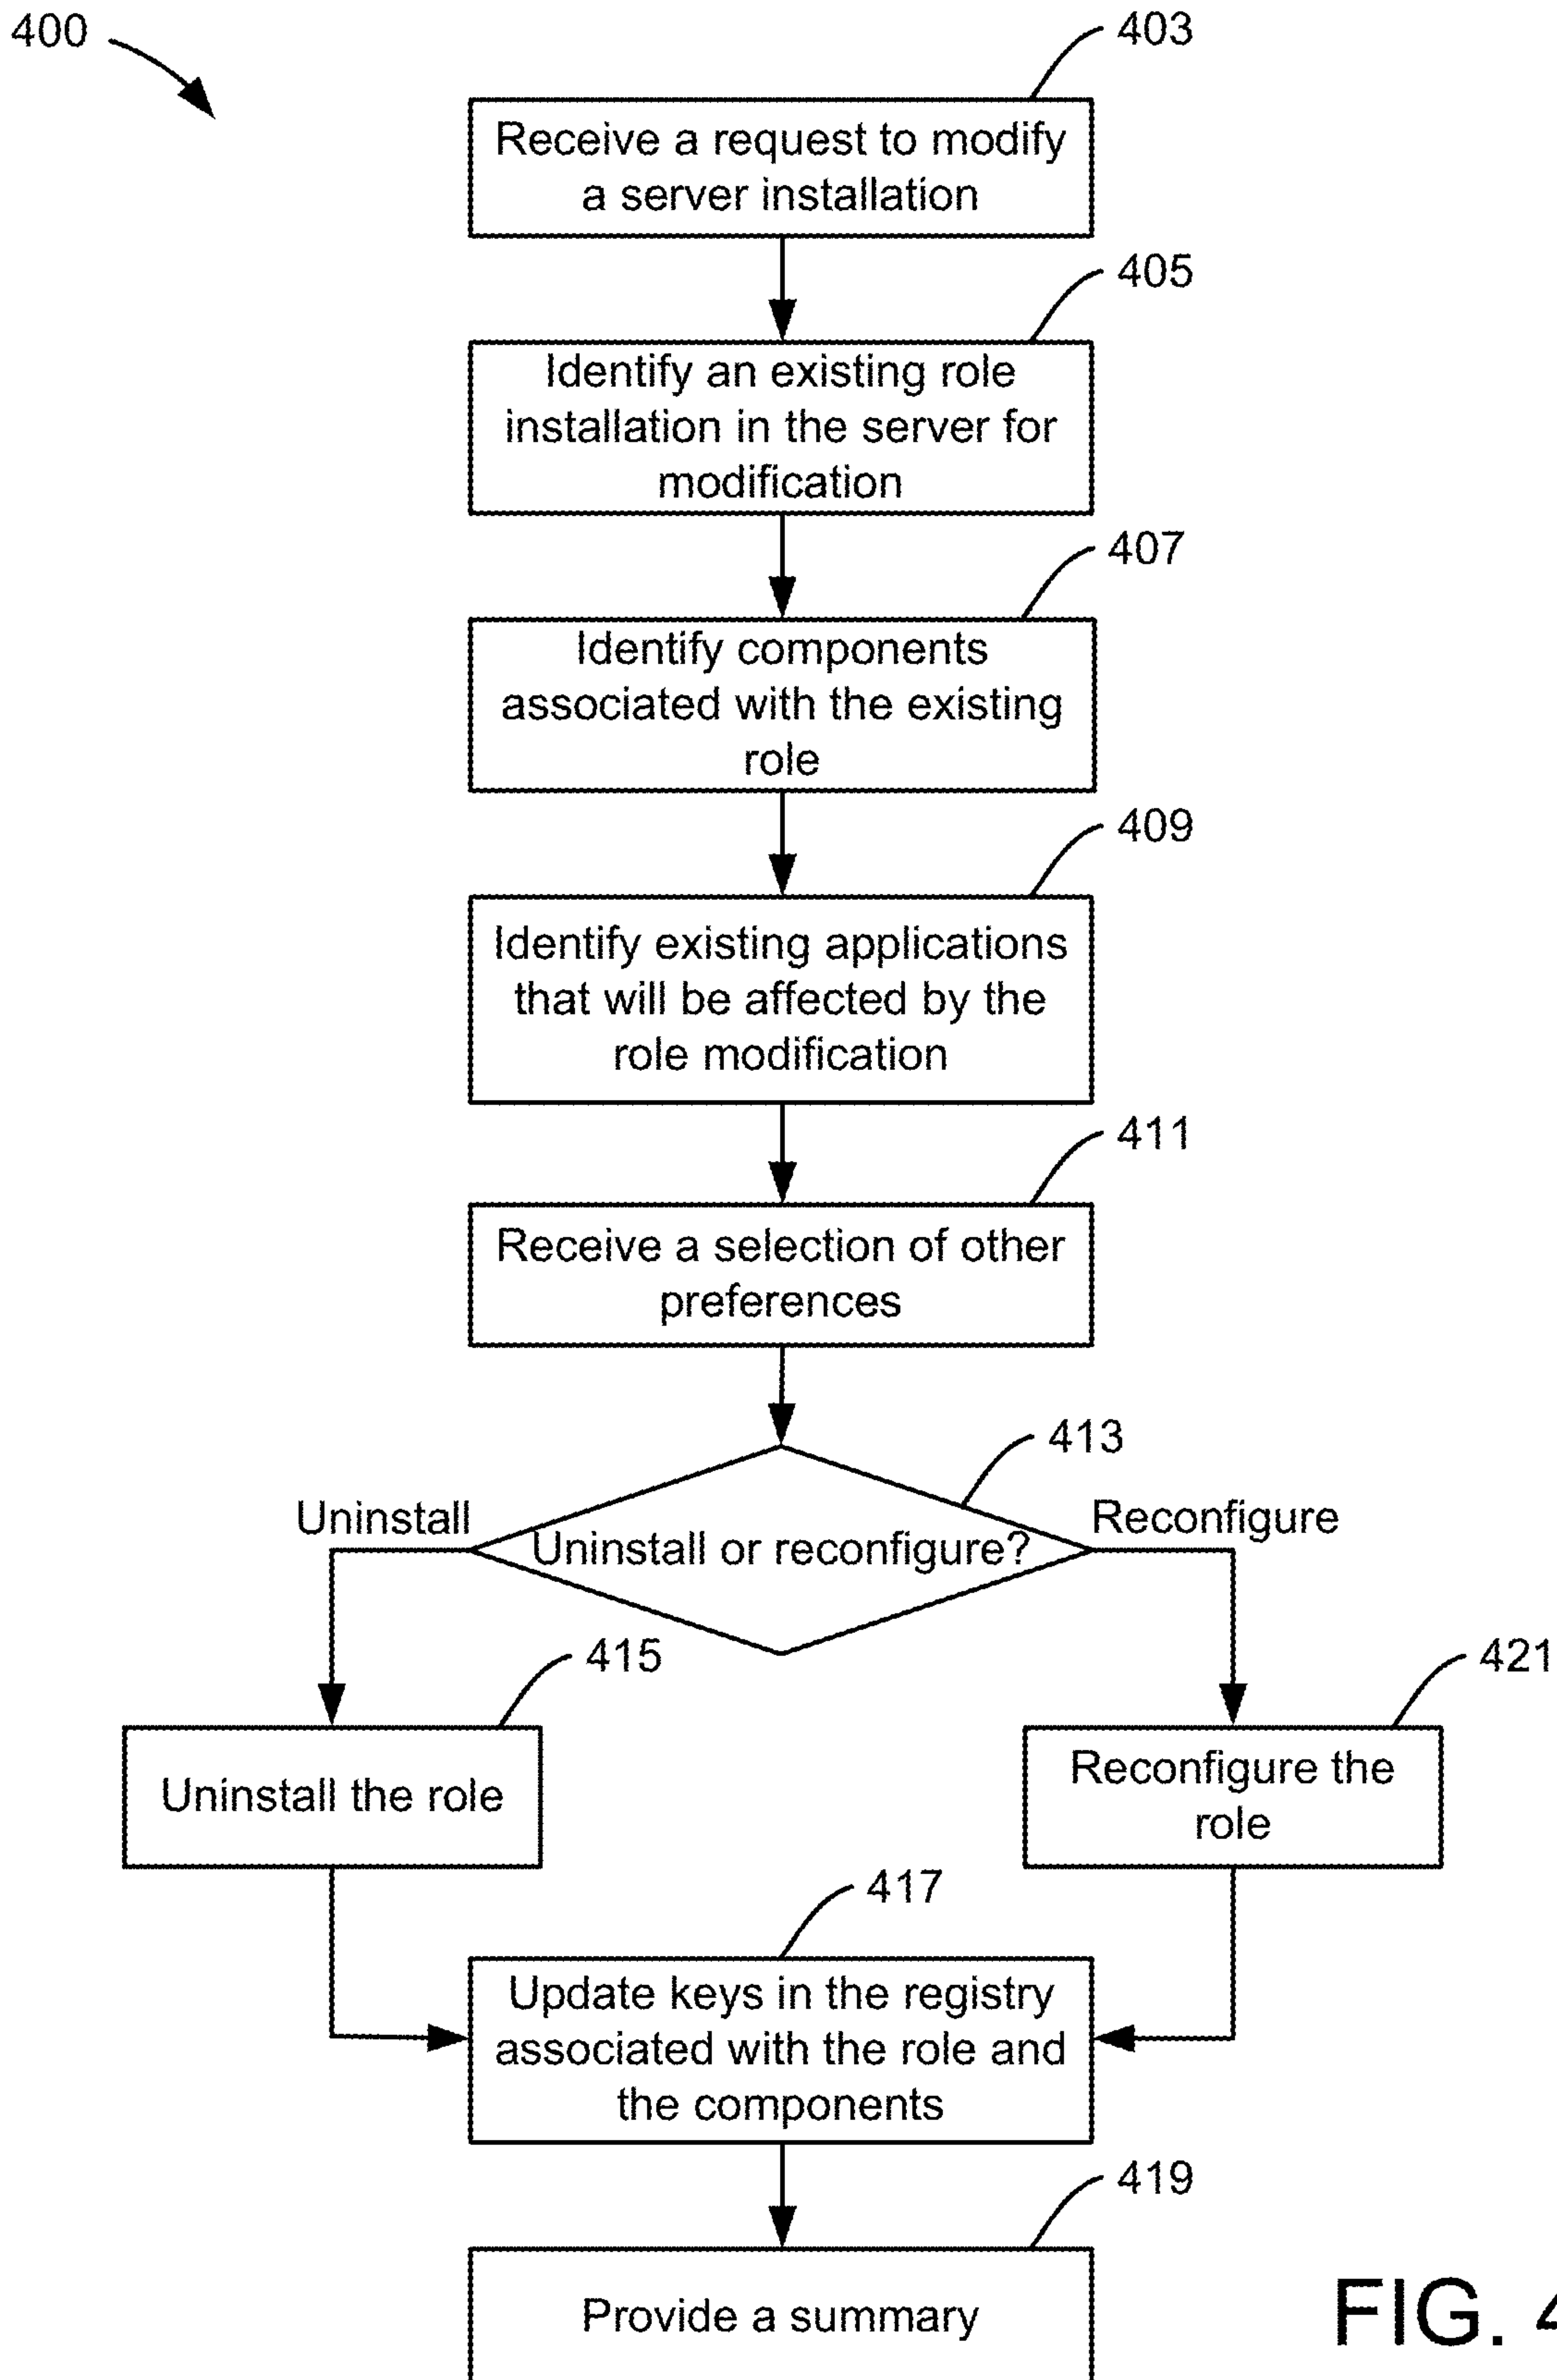 400
403
Receive a request to modify
a server installation
405
Identify an existing role
installation in the server for
modification
407
Identify components
associated with the existing
role
409
Identify existing applications
that will be affected by the
role modification
411
Receive a selection of other
preferences
413
Uninstall
Reconfigure
Uninstall or reconfigure?
415
421
Uninstall the role
Reconfigure the
role
417
Update keys in the registry
associated with the role and
the components
419
Provide a summary
FIG. 4